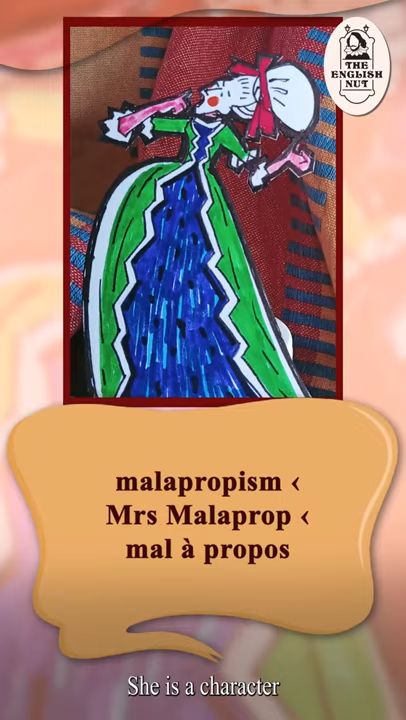 THE
ENGLISH
NUT
malapropism ‹
Mrs Malaprop ‹
mal à propos
She is a character